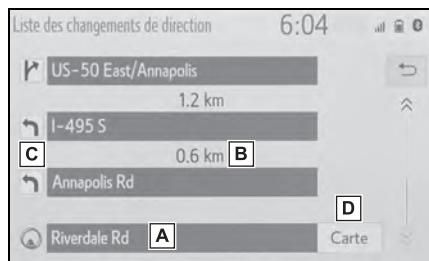 Liste des changements de direction 6:04
US-50 East/Annapolis
1.2 km
I-495 S
C 0.6 km B
Annapolis Rd
D
Riverdale Rd A Carte